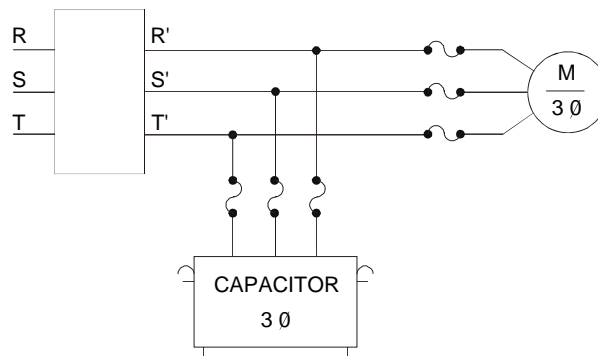 R R'
S S'
T T'
M
3 Ø
CAPACITOR
3 Ø